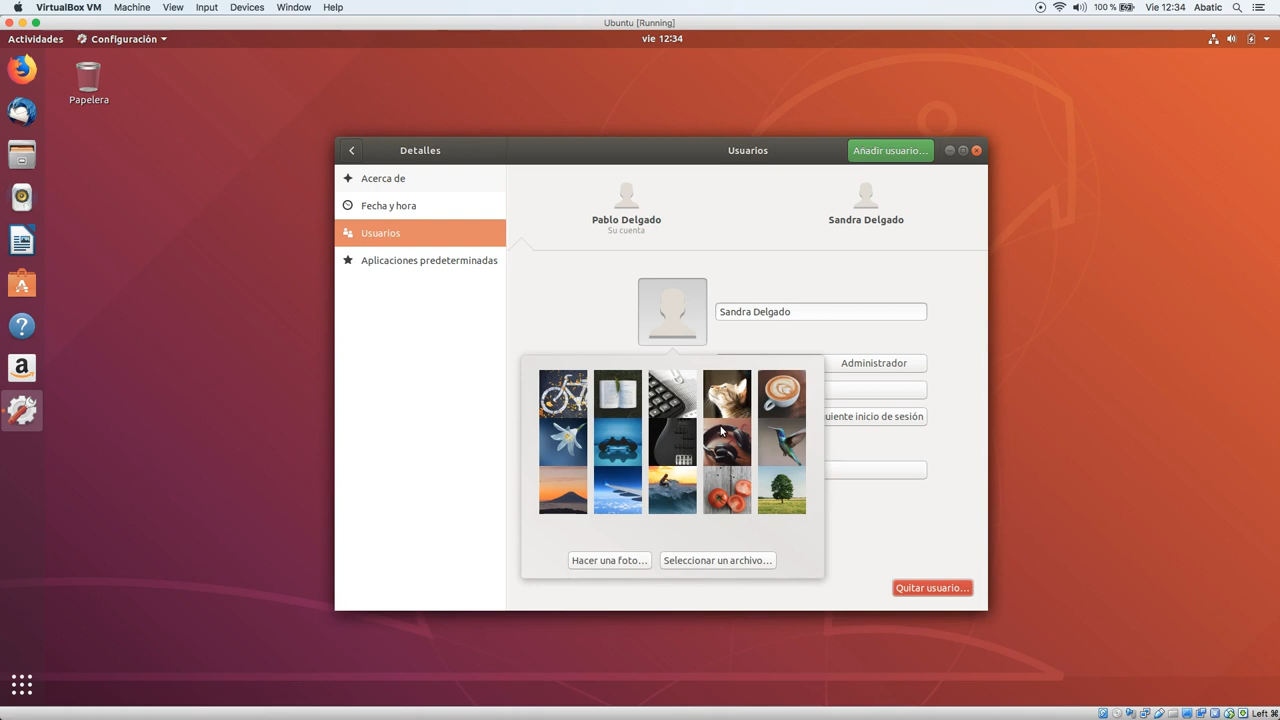 VirtualBox VM Machine View Input Devices Window Help 100 % Vie 12:34 Abatic
Ubuntu [Running]
Actividades Configuración vie 12:34
Papelera
Detalles Usuarios Añadir usuario...
Acerca de
Fecha y hora
Usuarios
Aplicaciones predeterminadas
Pablo Delgado Sandra Delgado
Su cuenta
Sandra Delgado
Administrador
uiente inicio de sesión
Hacer una foto... Seleccionar un archivo...
Quitar usuario...
Left ⌘